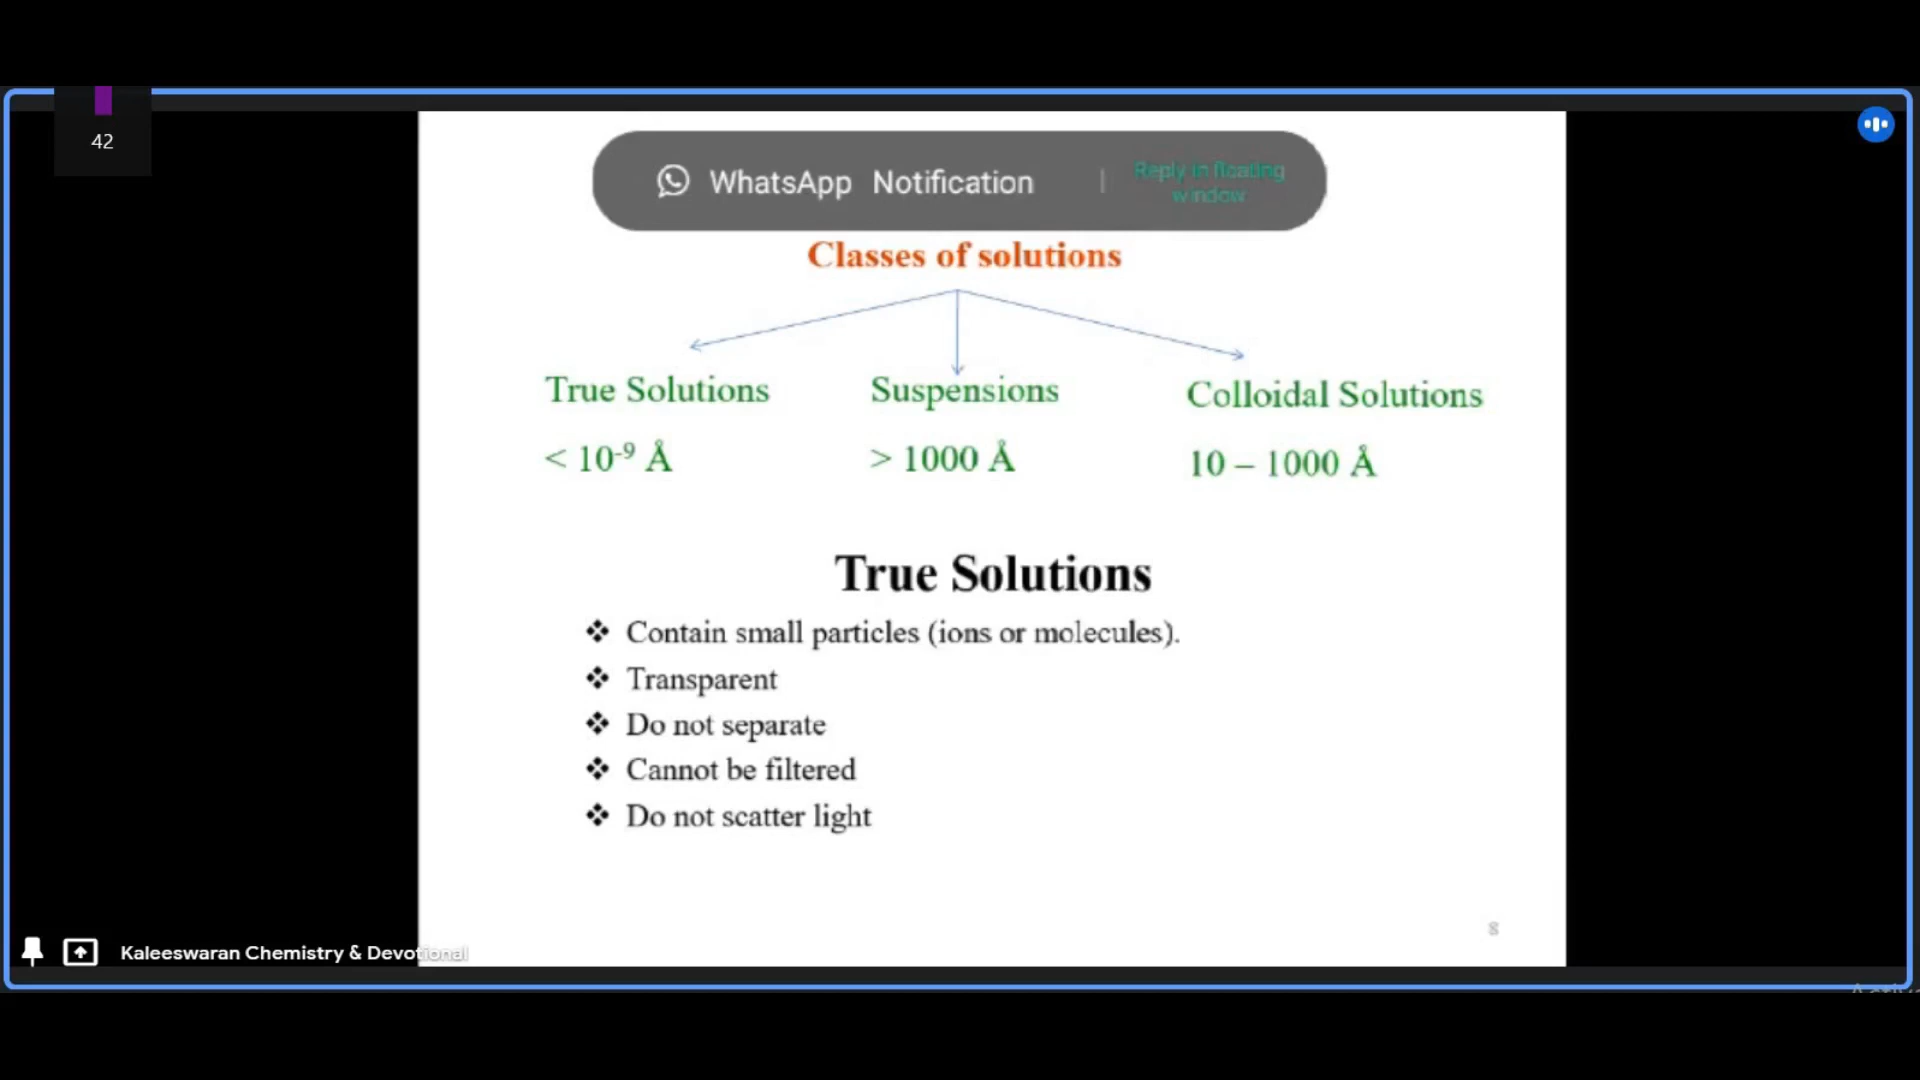 42
WhatsApp Notification | Reply in floating
window
Classes of solutions
True Solutions Suspensions Colloidal Solutions
< 10⁻⁹ Å > 1000 Å 10 – 1000 Å
True Solutions
❖ Contain small particles (ions or molecules).
❖ Transparent
❖ Do not separate
❖ Cannot be filtered
❖ Do not scatter light
8
Kaleeswaran Chemistry & Devotional